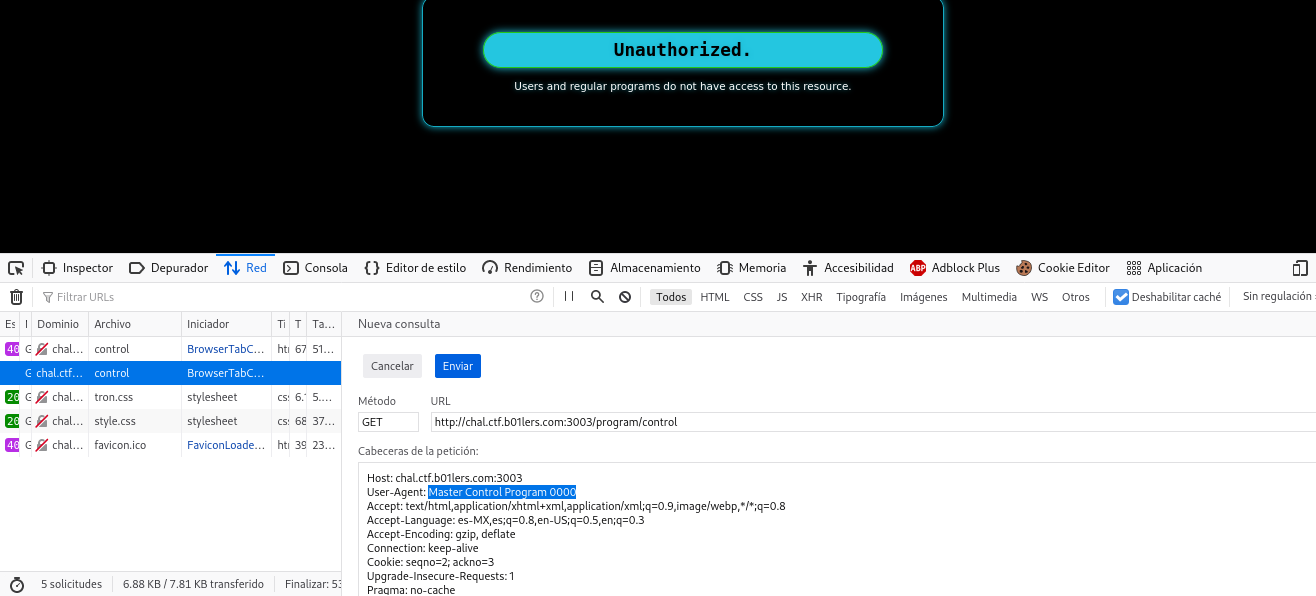 Unauthorized.
Users and regular programs do not have access to this resource.
Inspector Depurador Red Consola Editor de estilo Rendimiento Almacenamiento Memoria Accesibilidad ABP Adblock Plus Cookie Editor Aplicación
Filtrar URLs Todos HTML CSS JS XHR Tipografía Imágenes Multimedia WS Otros Deshabilitar caché Sin regulación
Es Dominio Archivo Iniciador Ti T Ta... Nueva consulta
40 G chal... control BrowserTabC... htı 67 51...
Cancelar Enviar
G chal.ctf... control BrowserTabC...
20 G chal... tron.css stylesheet cs: 6.: 5....
Método URL
20 G chal... style.css stylesheet cs: 68 37...
GET http://chal.ctf.b01lers.com:3003/program/control
40 G chal... favicon.ico FaviconLoade... htı 39 23...
Cabeceras de la petición:
Host: chal.ctf.b01lers.com:3003
User-Agent: Master Control Program 0000
Accept: text/html,application/xhtml+xml,application/xml;q=0.9,image/webp,*/*;q=0.8
Accept-Language: es-MX,es;q=0.8,en-US;q=0.5,en;q=0.3
Accept-Encoding: gzip, deflate
Connection: keep-alive
Cookie: seqno=2; ackno=3
Upgrade-Insecure-Requests: 1
Pragma: no-cache
5 solicitudes 6.88 KB / 7.81 KB transferido Finalizar: 53